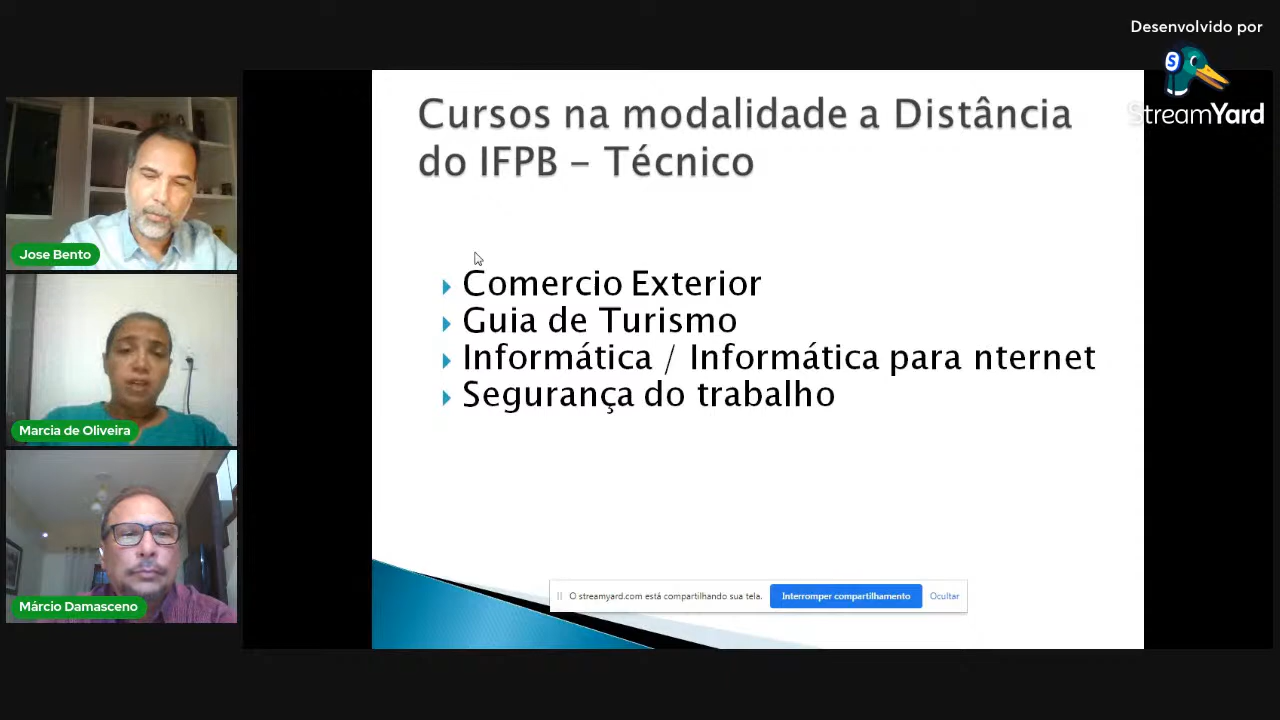 Desenvolvido por
StreamYard
Cursos na modalidade a Distância
do IFPB – Técnico
Comercio Exterior
Guia de Turismo
Informática / Informática para nternet
Segurança do trabalho
Jose Bento
Marcia de Oliveira
Márcio Damasceno
O streamyard.com está compartilhando sua tela.
Interromper compartilhamento
Ocultar